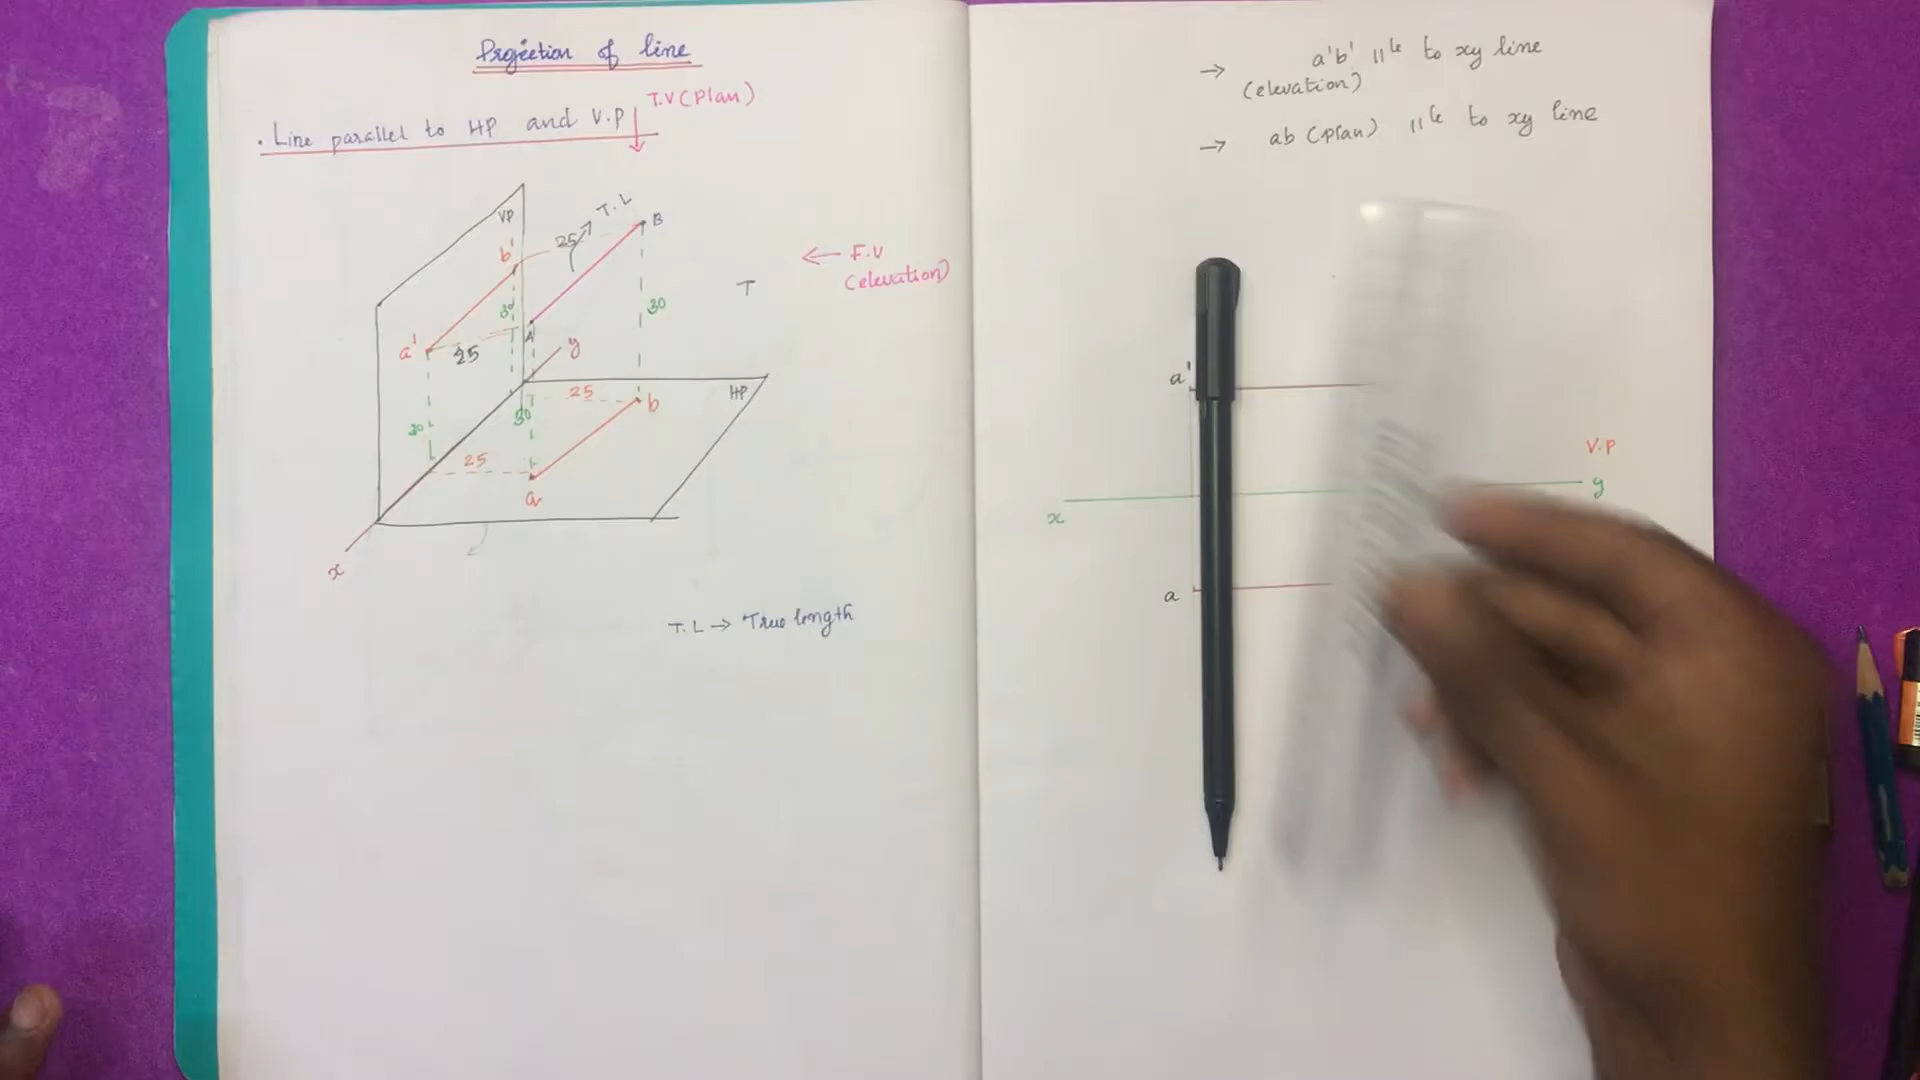 Projection of line
T.V (Plan)
. Line parallel to HP and V.P
VP
T.L
B
b'
25
F.V
(elevation)
T
30
30
A
a'
25
y
25
HP
b
30
30
25
a
x
T.L → True length
→ a'b' ||le to xy line
(elevation)
→ ab (plan) ||le to xy line
a'
V.P
y
x
a